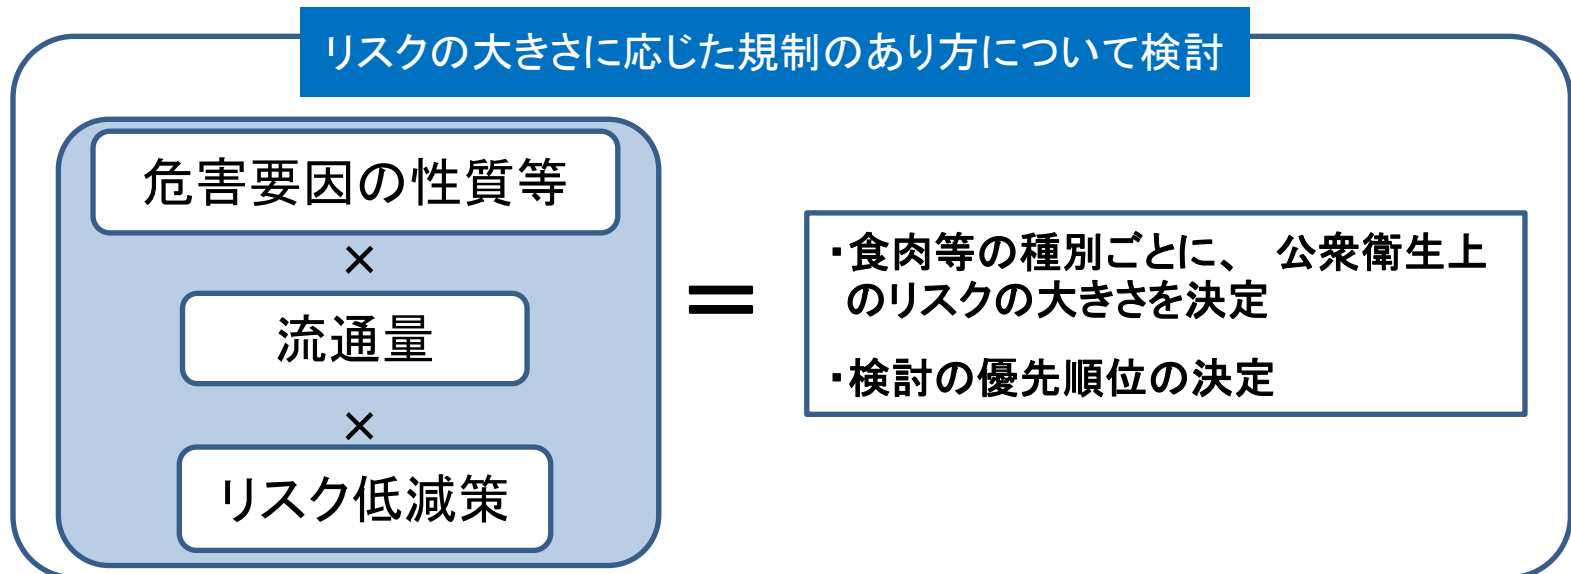 リスクの大きさに応じた規制のあり方について検討
危害要因の性質等
×
流通量
×
リスク低減策
=
・食肉等の種別ごとに、 公衆衛生上
のリスクの大きさを決定
・検討の優先順位の決定